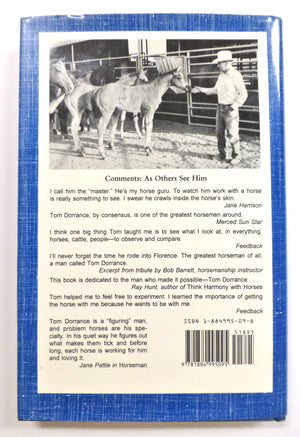 Comments: As Others See Him
I call him the "master." He's my horse guru. To watch him work with a horse
is really something to see. I swear he crawls inside the horse's skin.
Jane Harrison
Tom Dorrance, by consensus, is one of the greatest horsemen around.
Merced Sun Star
I think one big thing Tom taught me is to see what I look at, in everything,
horses, cattle, people—to observe and compare.
Feedback
I'll never forget the time he rode into Florence. The greatest horseman of all,
a man called Tom Dorrance.
Excerpt from tribute by Bob Barrett, horsemanship instructor
This book is dedicated to the man who made it possible—Tom Dorrance
Ray Hunt, author of Think Harmony with Horses
Tom helped me to feel free to experiment. I learned the importance of getting
the horse with me because he wants to be with me.
Feedback
Tom Dorrance is a "figuring" man,
and problem horses are his spe-
cialty. In his quiet way he figures out
what makes them tick and before
long, each horse is working for him
and loving it.
Jane Pattie in Horseman
ISBN 1-884995-09-8
51895
9 781884 995095